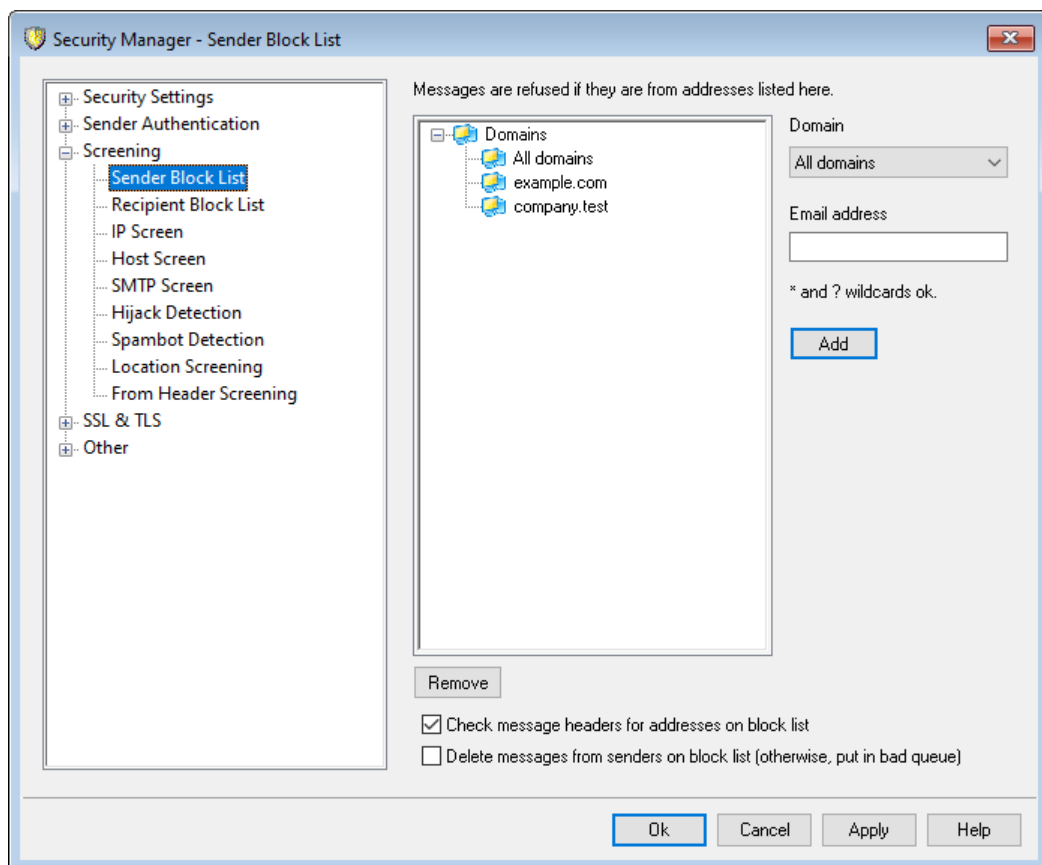 Security Manager - Sender Block List
Security Settings
Sender Authentication
Screening
Sender Block List
Recipient Block List
IP Screen
Host Screen
SMTP Screen
Hijack Detection
Spambot Detection
Location Screening
From Header Screening
SSL & TLS
Other
Messages are refused if they are from addresses listed here.
Domains
All domains
example.com
company.test
Domain
All domains
Email address
* and ? wildcards ok.
Add
Remove
Check message headers for addresses on block list
Delete messages from senders on block list (otherwise, put in bad queue)
Ok Cancel Apply Help